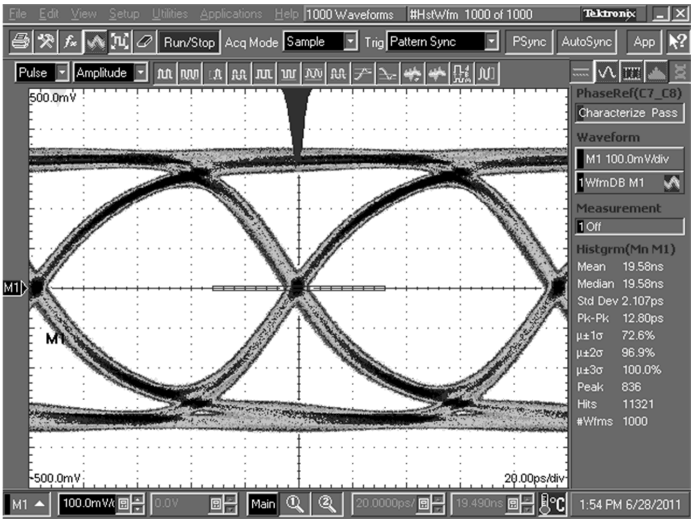 File Edit View Setup Utilities Applications Help 1000 Waveforms #HstWfm 1000 of 1000 Tektronix
Run/Stop Acq Mode Sample Trig Pattern Sync PSync AutoSync App
Pulse Amplitude
500.0mV
PhaseRef(C7_C8)
Characterize Pass
Waveform
M1 100.0mV/div
1 WfmDB M1
Measurement
1 Off
Histgrm(Mn M1)
Mean 19.58ns
Median 19.58ns
Std Dev 2.107ps
Pk-Pk 12.80ps
μ±1σ 72.6%
μ±2σ 96.9%
μ±3σ 100.0%
Peak 836
Hits 11321
#Wfms 1000
M1
M1
-500.0mV 20.00ps/div
M1 100.0mV/ 0.0V Main 1 2 20.0000ps/ 19.490ns °C 1:54 PM 6/28/2011